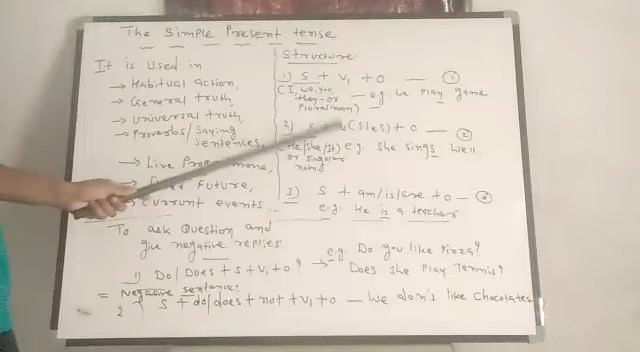 The Simple Present tense
It is used in
→ Habitual action,
→ General truth,
→ Universal truth,
→ Proverbs/Saying
sentences,
→ Live Programme,
Future,
current events...
Structure
1) S + V1 + O — ①
(I, we, you, — e.g We play game
they - or
Plural noun)
2) (S/es) + O — ②
(He/She/It) e.g. She sings well
or singular
noun)
3) S + am/is/are + O - ③
e.g. He is a teacher
To ask Question and
give negative replies
1) Do/Does + S + V1 + O? → e.g. Do you like Pizza?
Does she Play Tennis?
= Negative sentence.
2 S + do/does + not + V1 + O — We don's like Chocolates